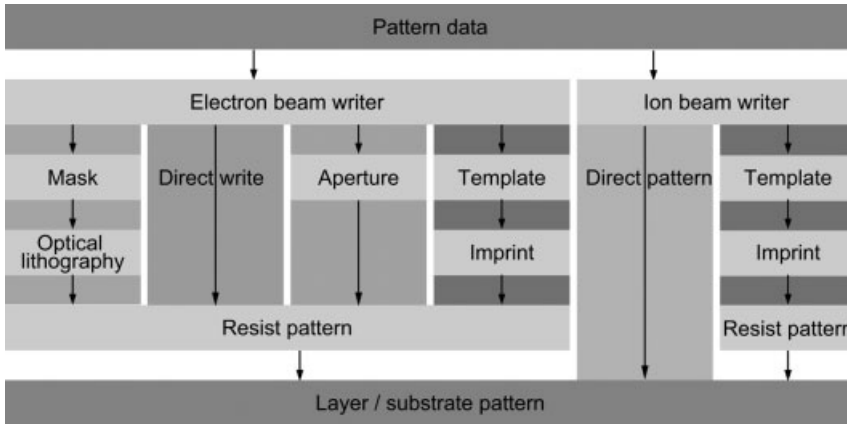 Pattern data
Electron beam writer
Ion beam writer
Mask
Direct write
Aperture
Template
Direct pattern
Template
Optical
lithography
Imprint
Imprint
Resist pattern
Resist pattern
Layer / substrate pattern